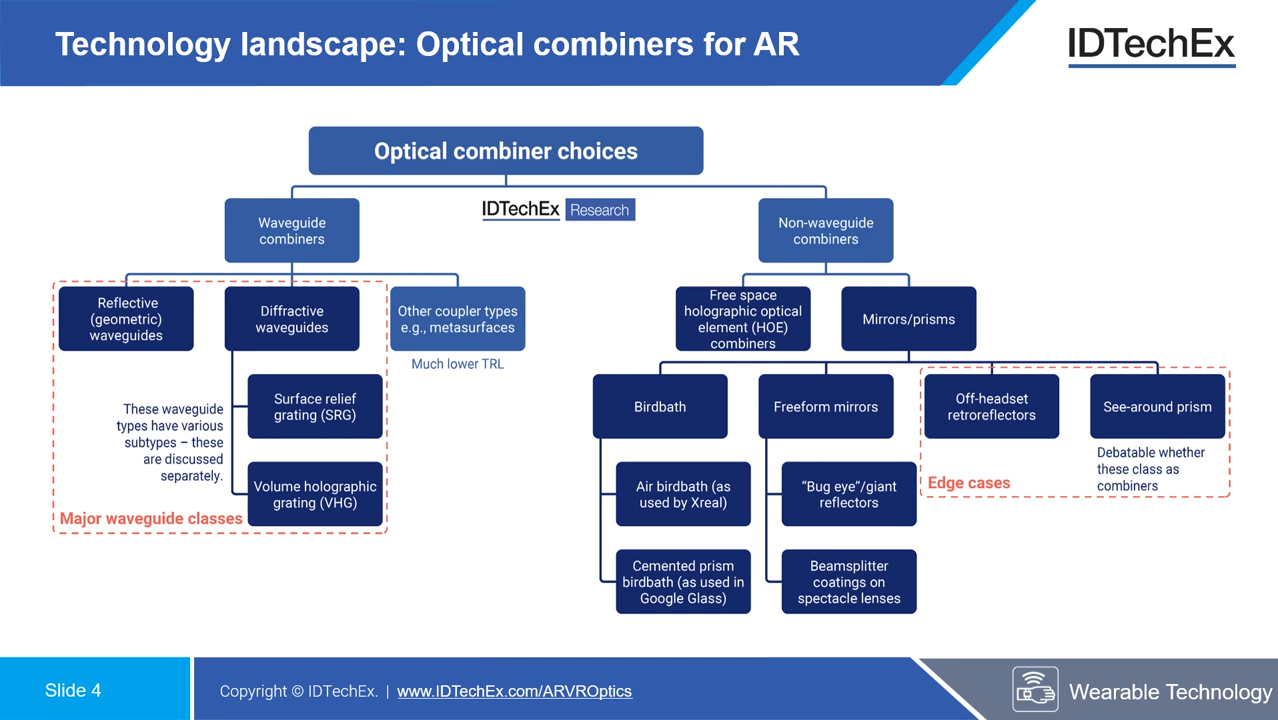 Technology landscape: Optical combiners for AR
IDTechEx
Optical combiner choices
IDTechEx Research
Waveguide
combiners
Non-waveguide
combiners
Reflective
(geometric)
waveguides
Diffractive
waveguides
Other coupler types
e.g., metasurfaces
Much lower TRL
Free space
holographic optical
element (HOE)
combiners
Mirrors/prisms
These waveguide
types have various
subtypes – these
are discussed
separately.
Surface relief
grating (SRG)
Volume holographic
grating (VHG)
Major waveguide classes
Birdbath
Freeform mirrors
Off-headset
retroreflectors
See-around prism
Debatable whether
these class as
combiners
Edge cases
Air birdbath (as
used by Xreal)
“Bug eye”/giant
reflectors
Cemented prism
birdbath (as used in
Google Glass)
Beamsplitter
coatings on
spectacle lenses
Slide 4
Copyright © IDTechEx. | www.IDTechEx.com/ARVROptics
Wearable Technology